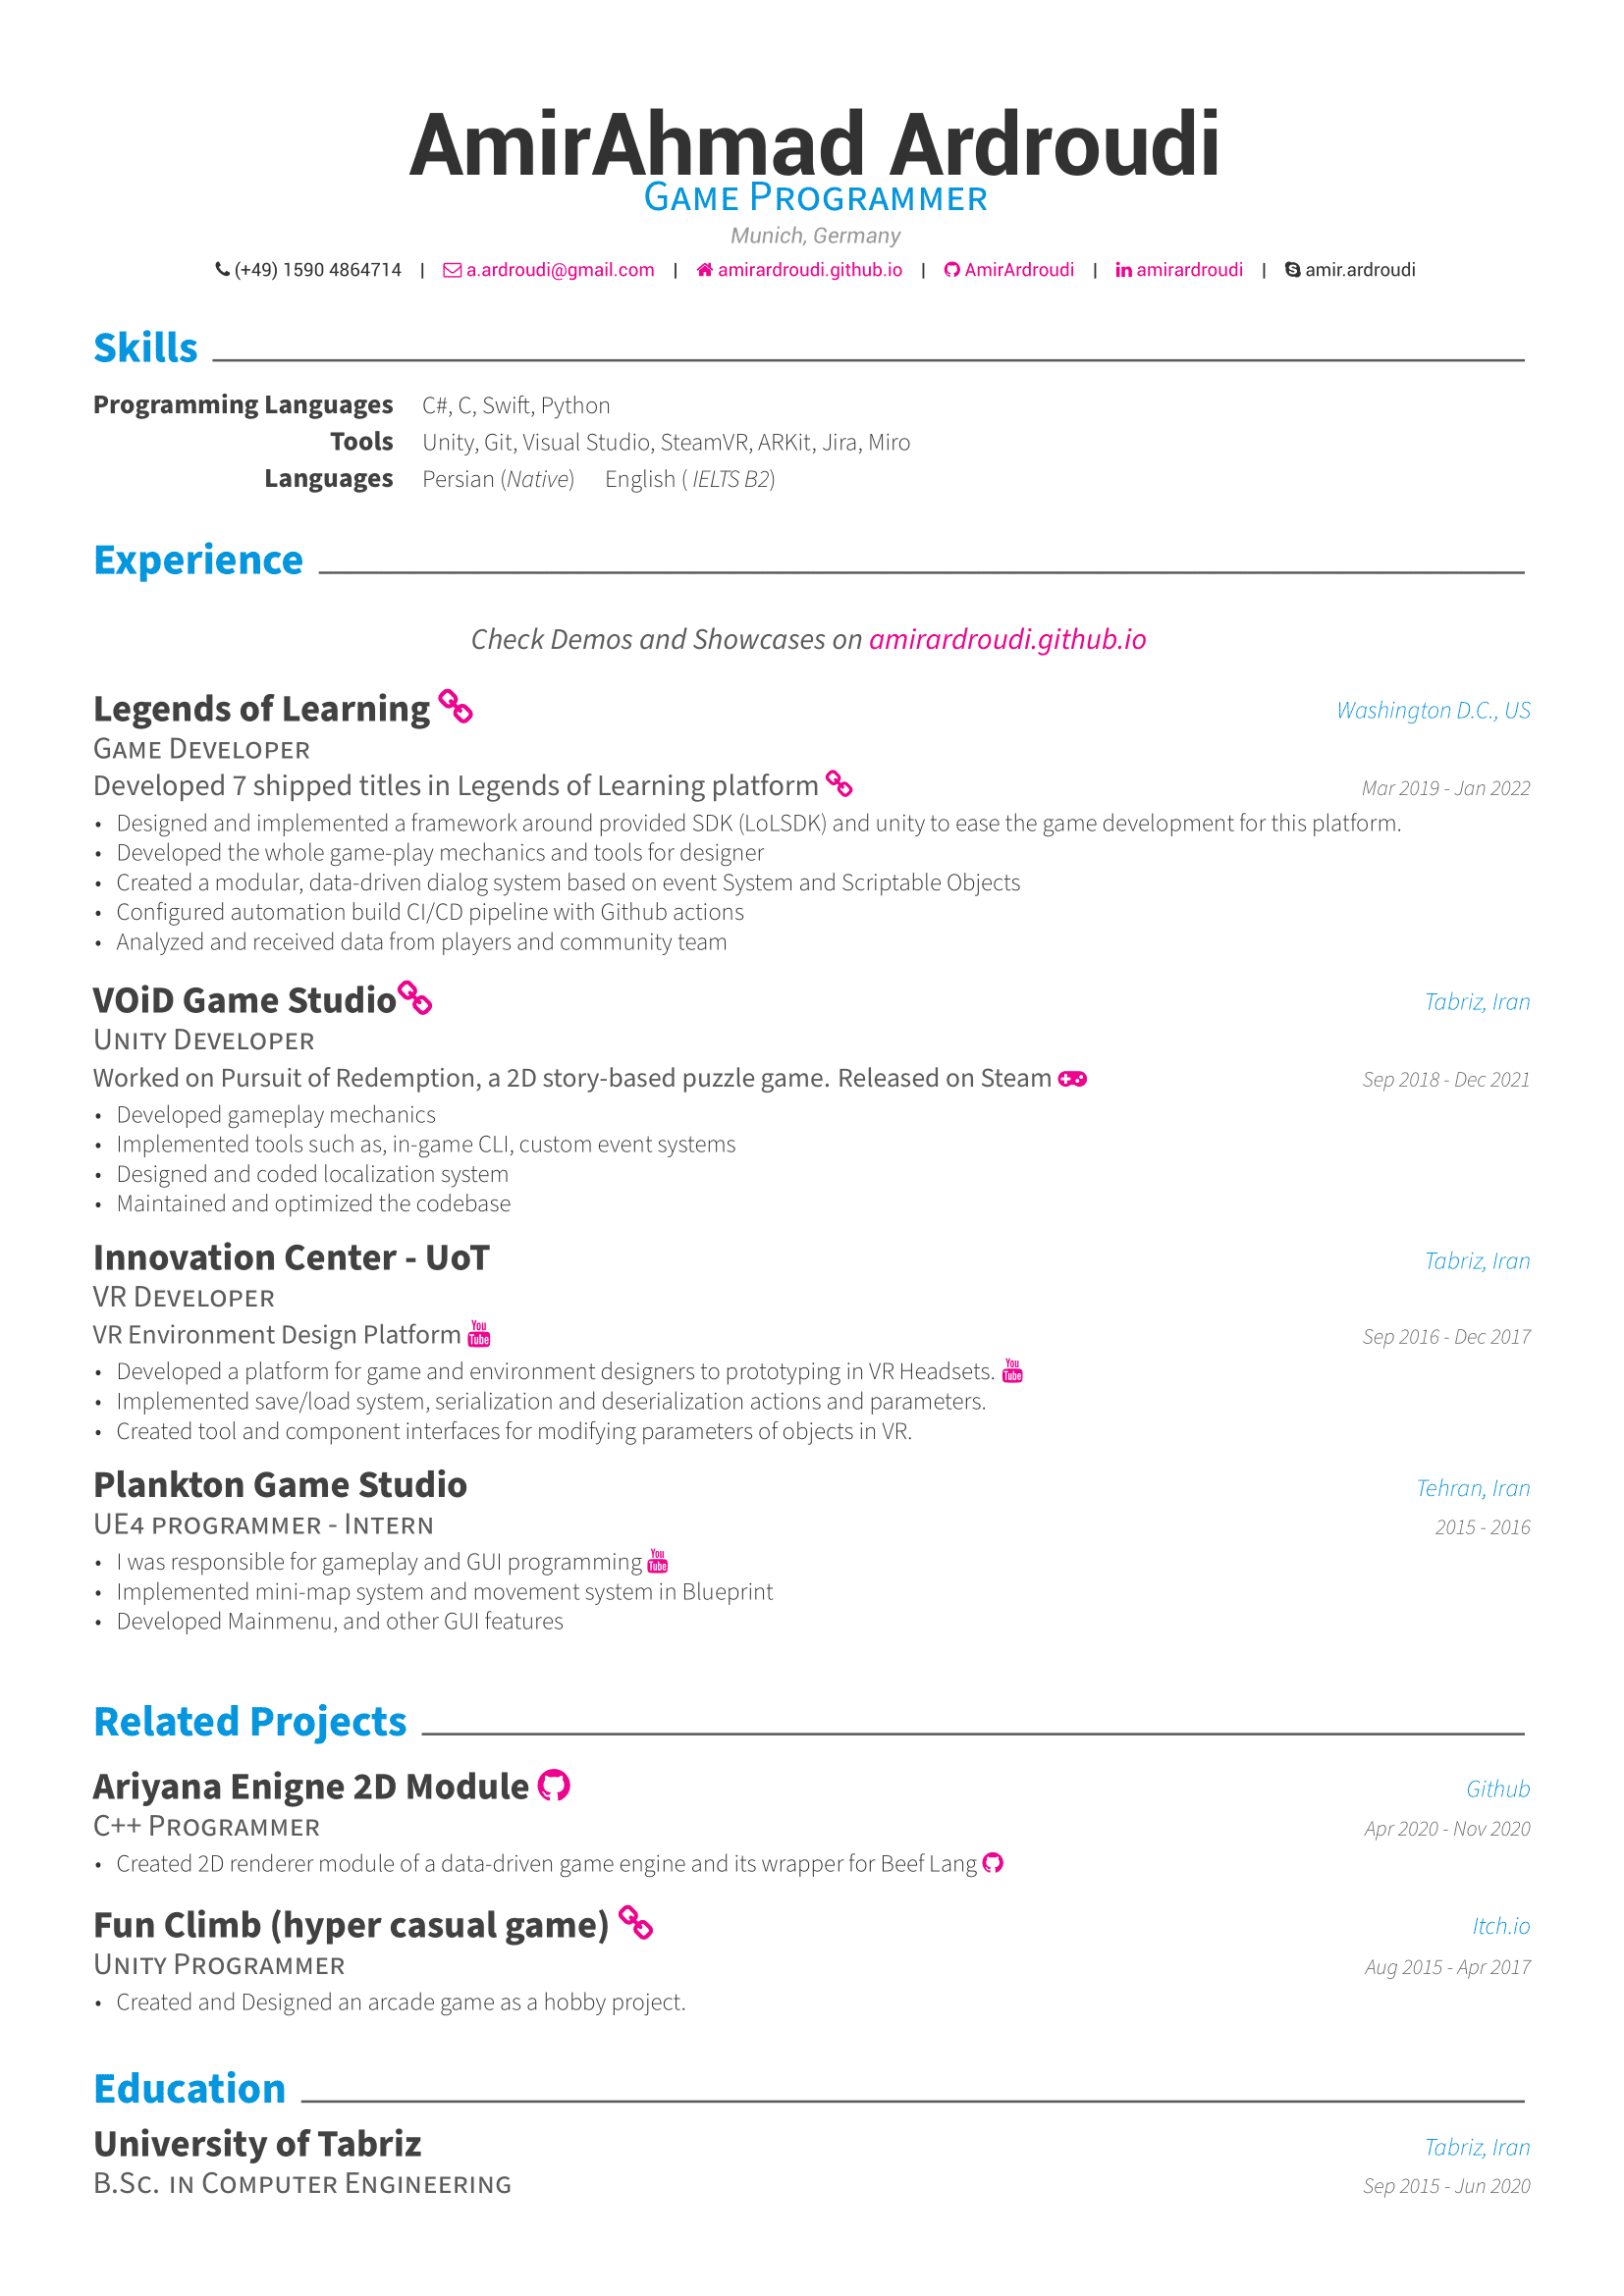 AmirAhmad Ardroudi
Game Programmer
Munich, Germany
(+49) 1590 4864714 | a.ardroudi@gmail.com | amirardroudi.github.io | AmirArdroudi | amirardroudi | amir.ardroudi
Skills
Programming Languages C#, C, Swift, Python
Tools Unity, Git, Visual Studio, SteamVR, ARKit, Jira, Miro
Languages Persian (Native) English ( IELTS B2)
Experience
Check Demos and Showcases on amirardroudi.github.io
Legends of Learning Washington D.C., US
Game Developer
Developed 7 shipped titles in Legends of Learning platform Mar 2019 - Jan 2022
• Designed and implemented a framework around provided SDK (LoLSDK) and unity to ease the game development for this platform.
• Developed the whole game-play mechanics and tools for designer
• Created a modular, data-driven dialog system based on event System and Scriptable Objects
• Configured automation build CI/CD pipeline with Github actions
• Analyzed and received data from players and community team
VOiD Game Studio Tabriz, Iran
Unity Developer
Worked on Pursuit of Redemption, a 2D story-based puzzle game. Released on Steam Sep 2018 - Dec 2021
• Developed gameplay mechanics
• Implemented tools such as, in-game CLI, custom event systems
• Designed and coded localization system
• Maintained and optimized the codebase
Innovation Center - UoT Tabriz, Iran
VR Developer
VR Environment Design Platform You Tube Sep 2016 - Dec 2017
• Developed a platform for game and environment designers to prototyping in VR Headsets. You Tube
• Implemented save/load system, serialization and deserialization actions and parameters.
• Created tool and component interfaces for modifying parameters of objects in VR.
Plankton Game Studio Tehran, Iran
UE4 programmer - Intern 2015 - 2016
• I was responsible for gameplay and GUI programming You Tube
• Implemented mini-map system and movement system in Blueprint
• Developed Mainmenu, and other GUI features
Related Projects
Ariyana Enigne 2D Module Github
C++ Programmer Apr 2020 - Nov 2020
• Created 2D renderer module of a data-driven game engine and its wrapper for Beef Lang
Fun Climb (hyper casual game) Itch.io
Unity Programmer Aug 2015 - Apr 2017
• Created and Designed an arcade game as a hobby project.
Education
University of Tabriz Tabriz, Iran
B.Sc. in Computer Engineering Sep 2015 - Jun 2020